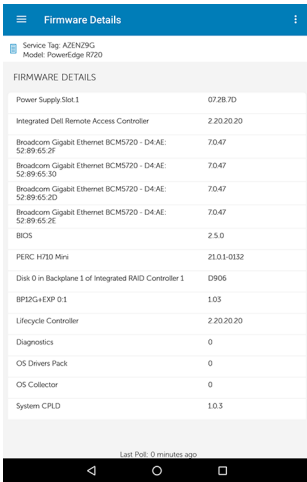 Firmware Details
Service Tag: AZENZ9G
Model: PowerEdge R720
FIRMWARE DETAILS
Power Supply.Slot.1 07.2B.7D
Integrated Dell Remote Access Controller 2.20.20.20
Broadcom Gigabit Ethernet BCM5720 - D4:AE: 7.0.47
52:89:65:2F
Broadcom Gigabit Ethernet BCM5720 - D4:AE: 7.0.47
52:89:65:30
Broadcom Gigabit Ethernet BCM5720 - D4:AE: 7.0.47
52:89:65:2D
Broadcom Gigabit Ethernet BCM5720 - D4:AE: 7.0.47
52:89:65:2E
BIOS 2.5.0
PERC H710 Mini 21.0.1-0132
Disk 0 in Backplane 1 of Integrated RAID Controller 1 D906
BP12G+EXP 0:1 1.03
Lifecycle Controller 2.20.20.20
Diagnostics 0
OS Drivers Pack 0
OS Collector 0
System CPLD 1.0.3
Last Poll: 0 minutes ago